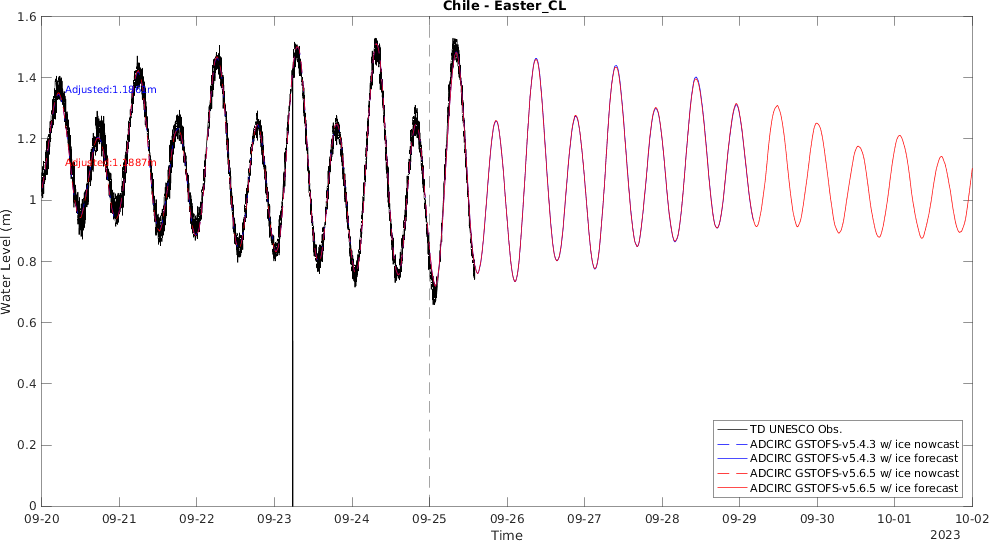 Chile - Easter_CL
1.6
1.4
1.2
1
0.8
0.6
0.4
0.2
0
Water Level (m)
Adjusted:1.1887m
TD UNESCO Obs.
ADCIRC GSTOFS-v5.4.3 w/ ice nowcast
ADCIRC GSTOFS-v5.4.3 w/ ice forecast
ADCIRC GSTOFS-v5.6.5 w/ ice nowcast
ADCIRC GSTOFS-v5.6.5 w/ ice forecast
09-20 09-21 09-22 09-23 09-24 09-25 09-26 09-27 09-28 09-29 09-30 10-01 10-02
Time
2023